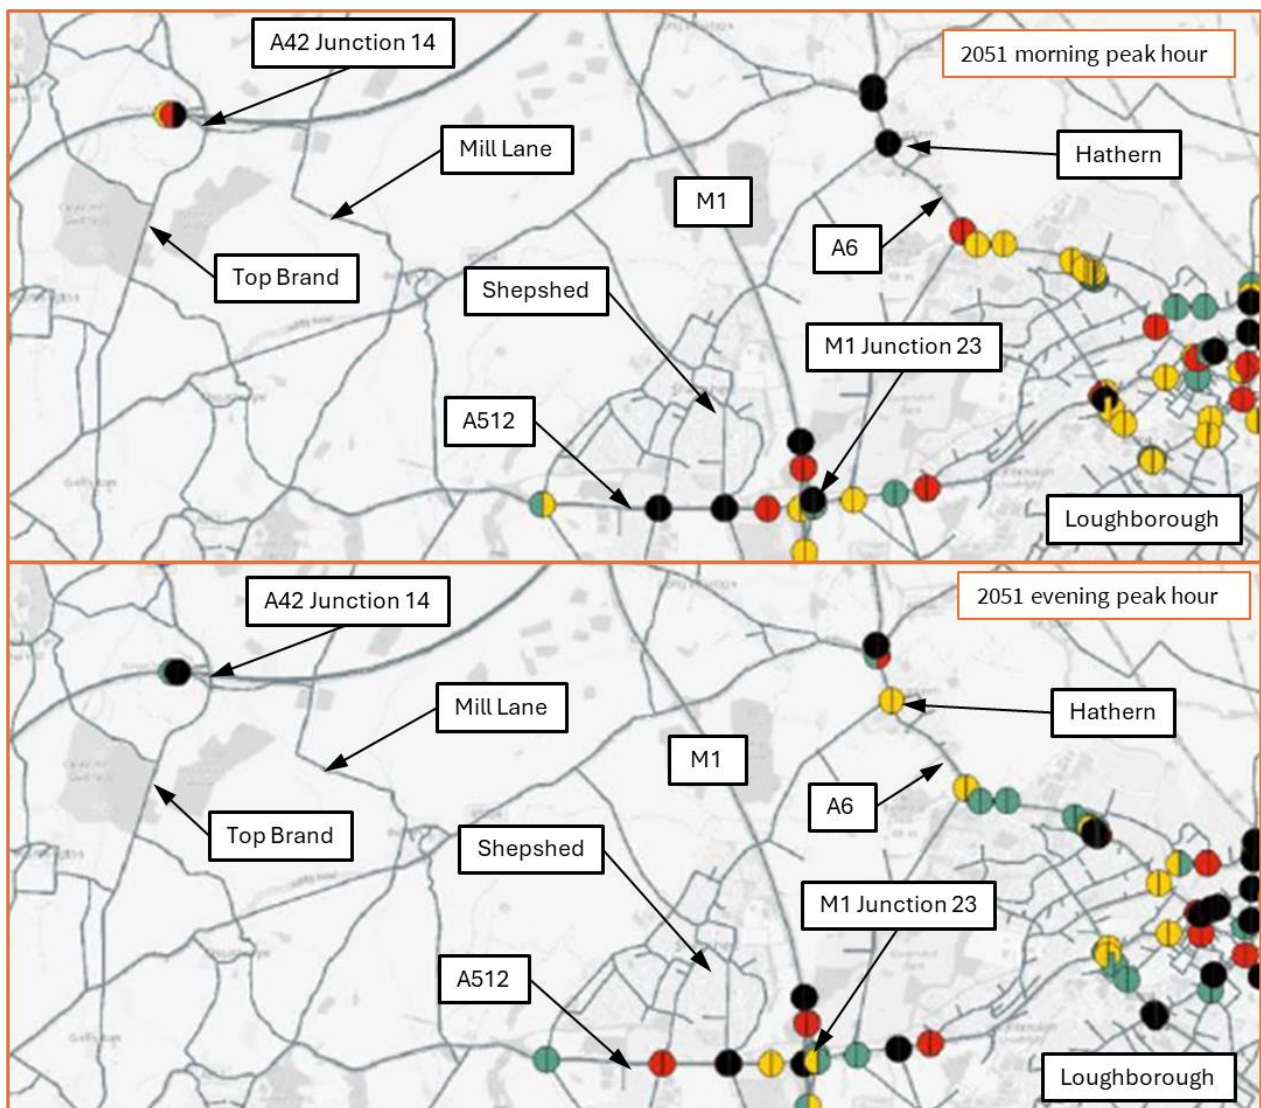 A42 Junction 14
2051 morning peak hour
Mill Lane
Hathern
M1
A6
Top Brand
Shepshed
M1 Junction 23
A512
Loughborough
A42 Junction 14
2051 evening peak hour
Mill Lane
Hathern
M1
A6
Top Brand
Shepshed
M1 Junction 23
A512
Loughborough